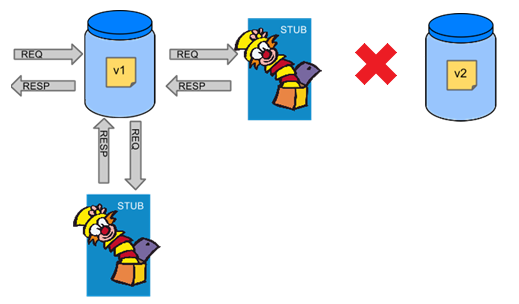 STUB
REQ
v1
REQ
v2
RESP
RESP
RESP
REQ
STUB